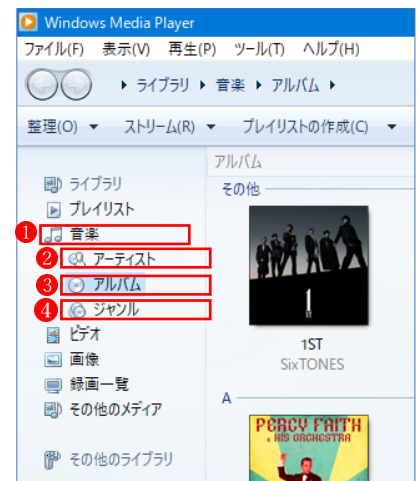 Windows Media Player
ファイル(F) 表示(V) 再生(P) ツール(T) ヘルプ(H)
ライブラリ 音楽 アルバム
整理(O) ストリーム(R) プレイリストの作成(C)
アルバム
ライブラリ
その他
プレイリスト
1 音楽
2 アーティスト
3 アルバム
4 ジャンル
ビデオ
画像
録画一覧
その他のメディア
その他のライブラリ
1
1ST
SixTONES
A
PERCY FAITH
& HIS ORCHESTRA